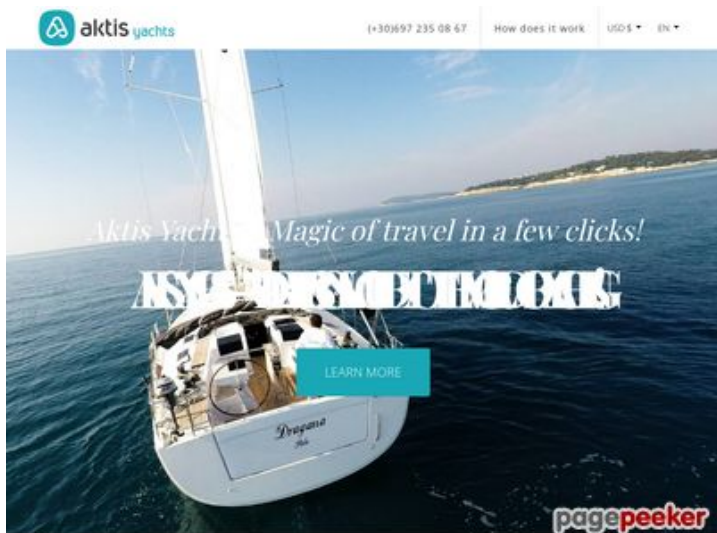 aktis yachts
(+30)697 235 08 67
How does it work
USD $
EN
Aktis Yachts Magic of travel in a few clicks!
LEARN MORE
Dragana
Pula
pagepeeker